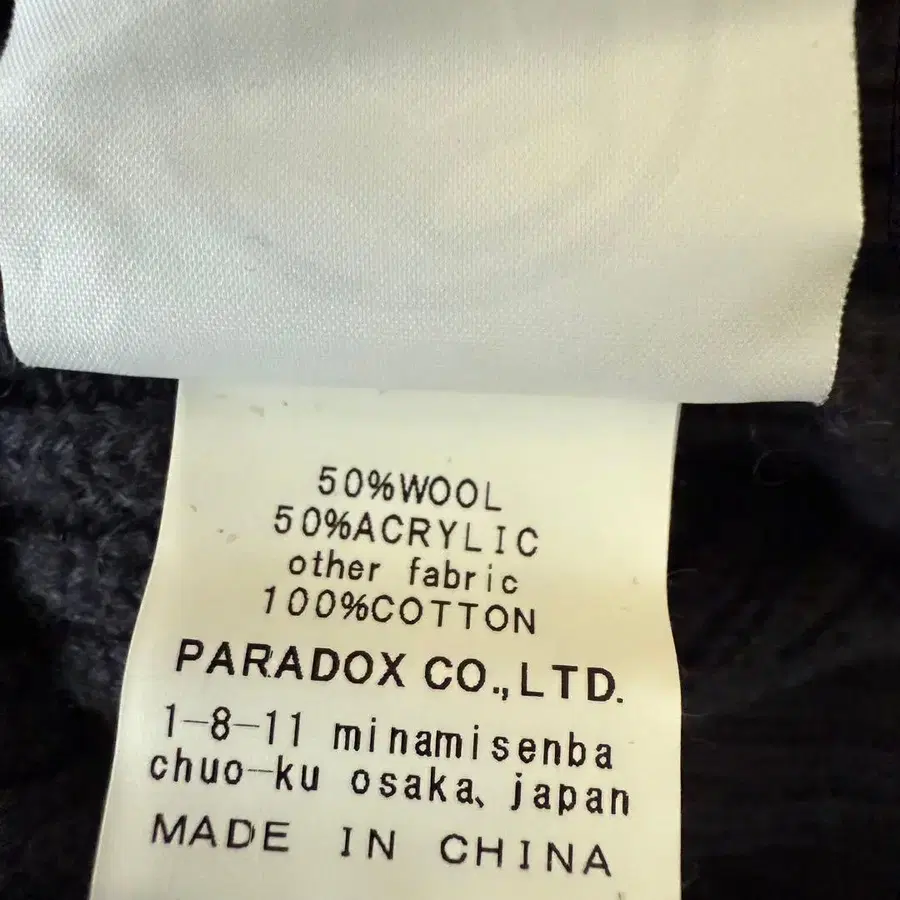 50%WOOL
50%ACRYLIC
other fabric
100%COTTON
PARADOX CO.,LTD.
1-8-11 minamisenba
chuo-ku osaka、japan
MADE IN CHINA